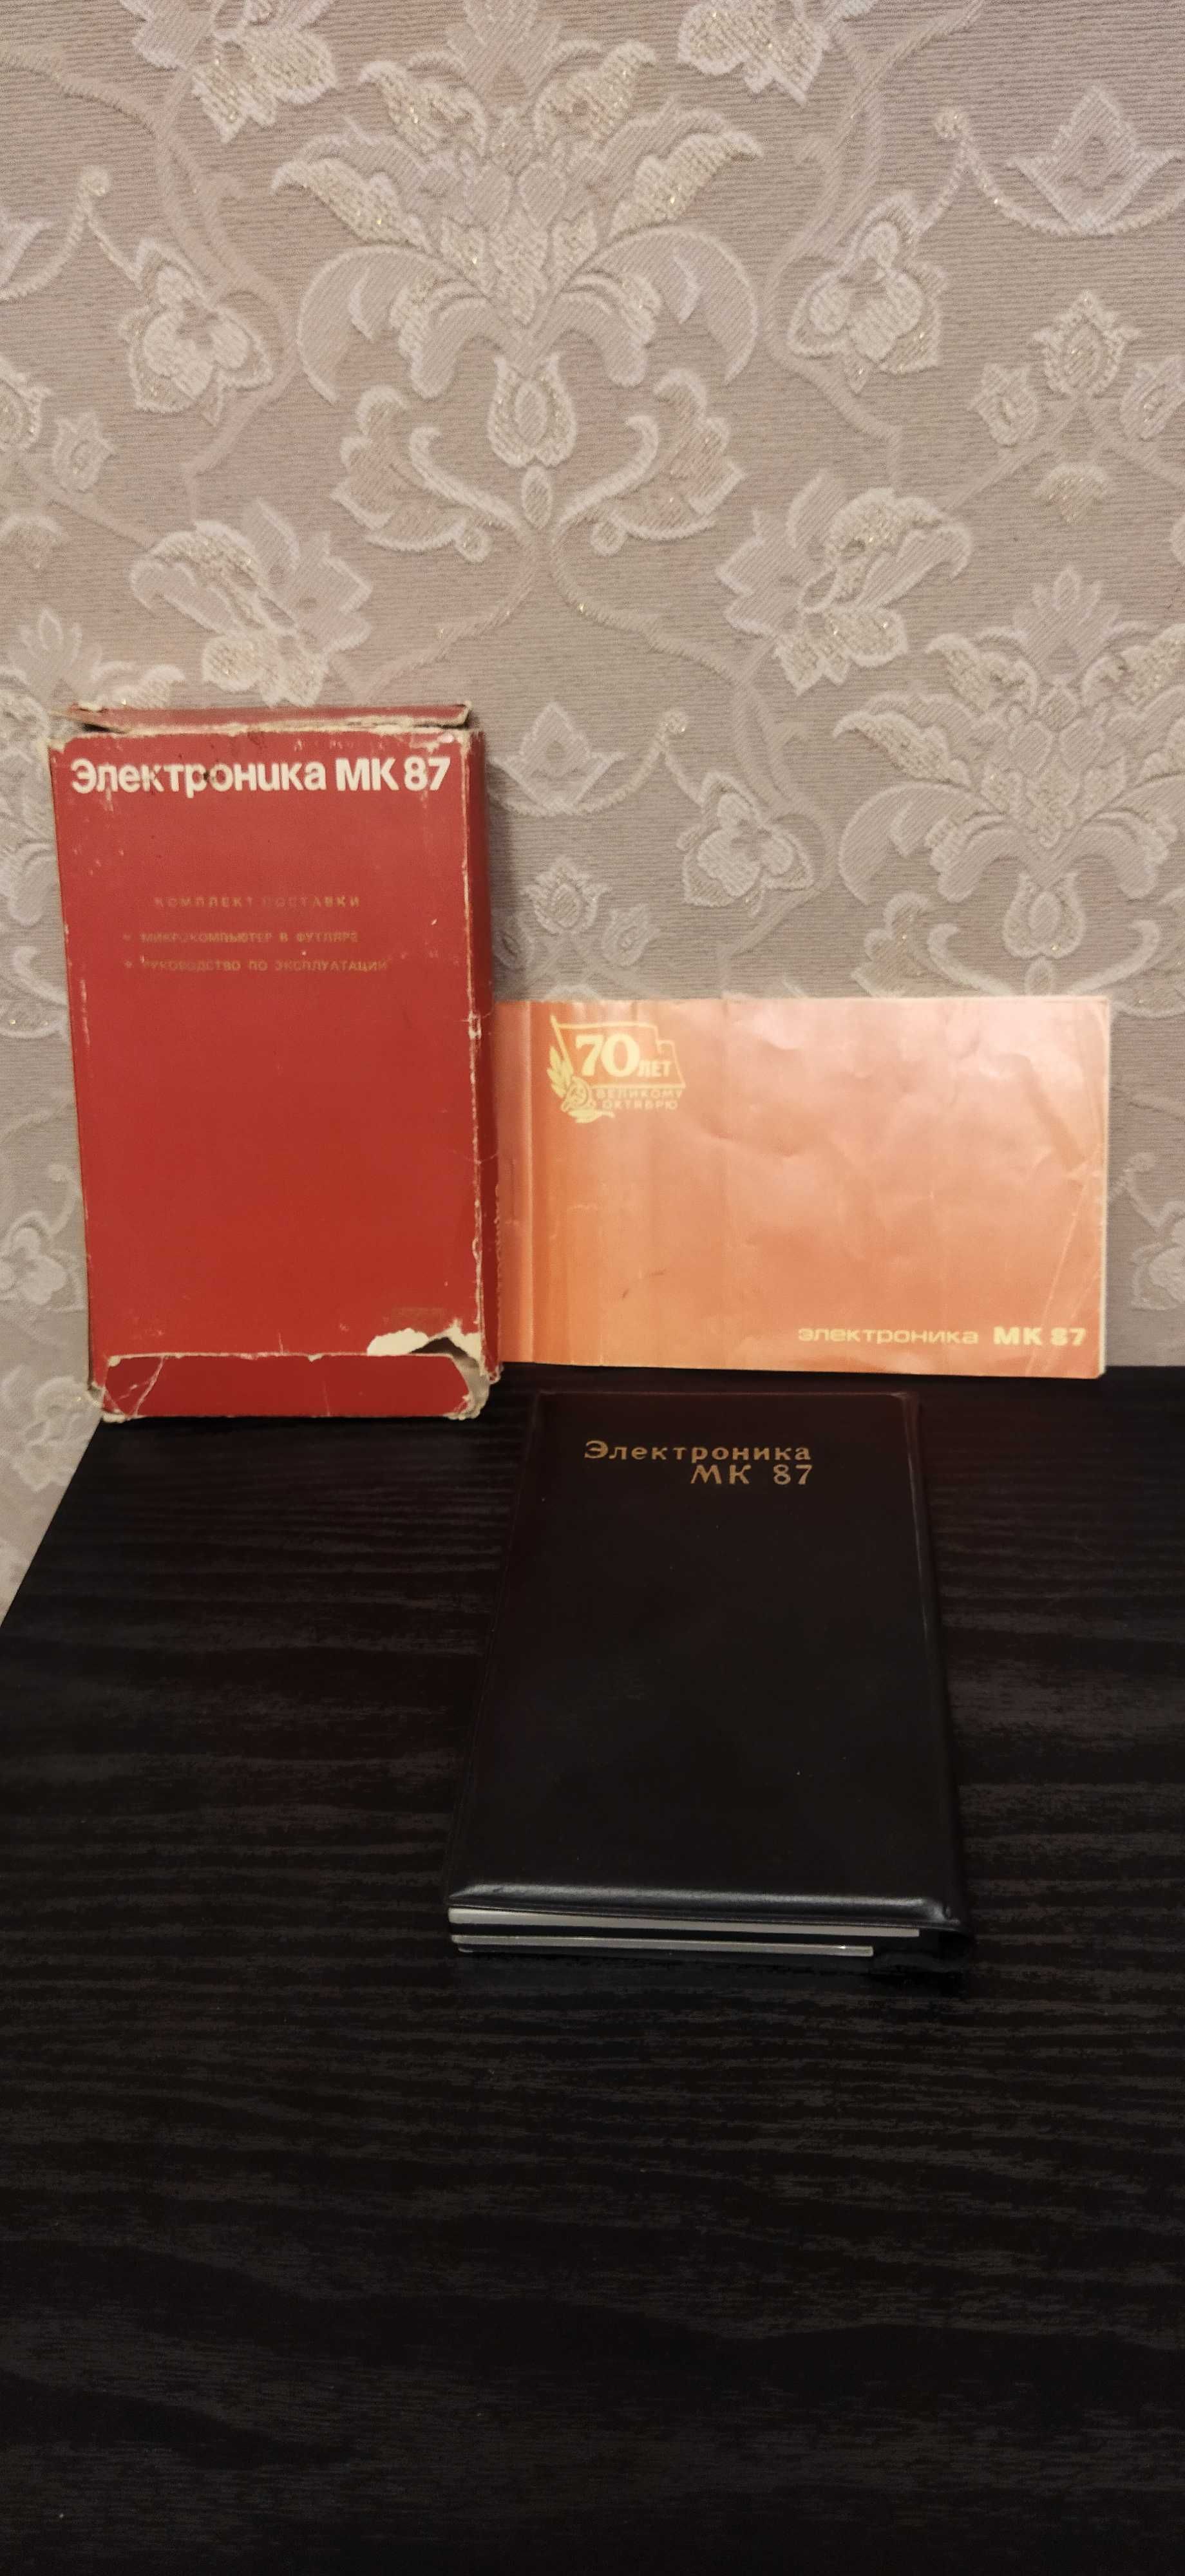 Электроника МК 87
КОМПЛЕКТ ПОСТАВКИ
* МИКРОКОМПЬЮТЕР В ФУТЛЯРЕ
* РУКОВОДСТВО ПО ЭКСПЛУАТАЦИИ
70 ЛЕТ
ВЕЛИКОМУ
ОКТЯБРЮ
электроника МК 87
Электроника
МК 87